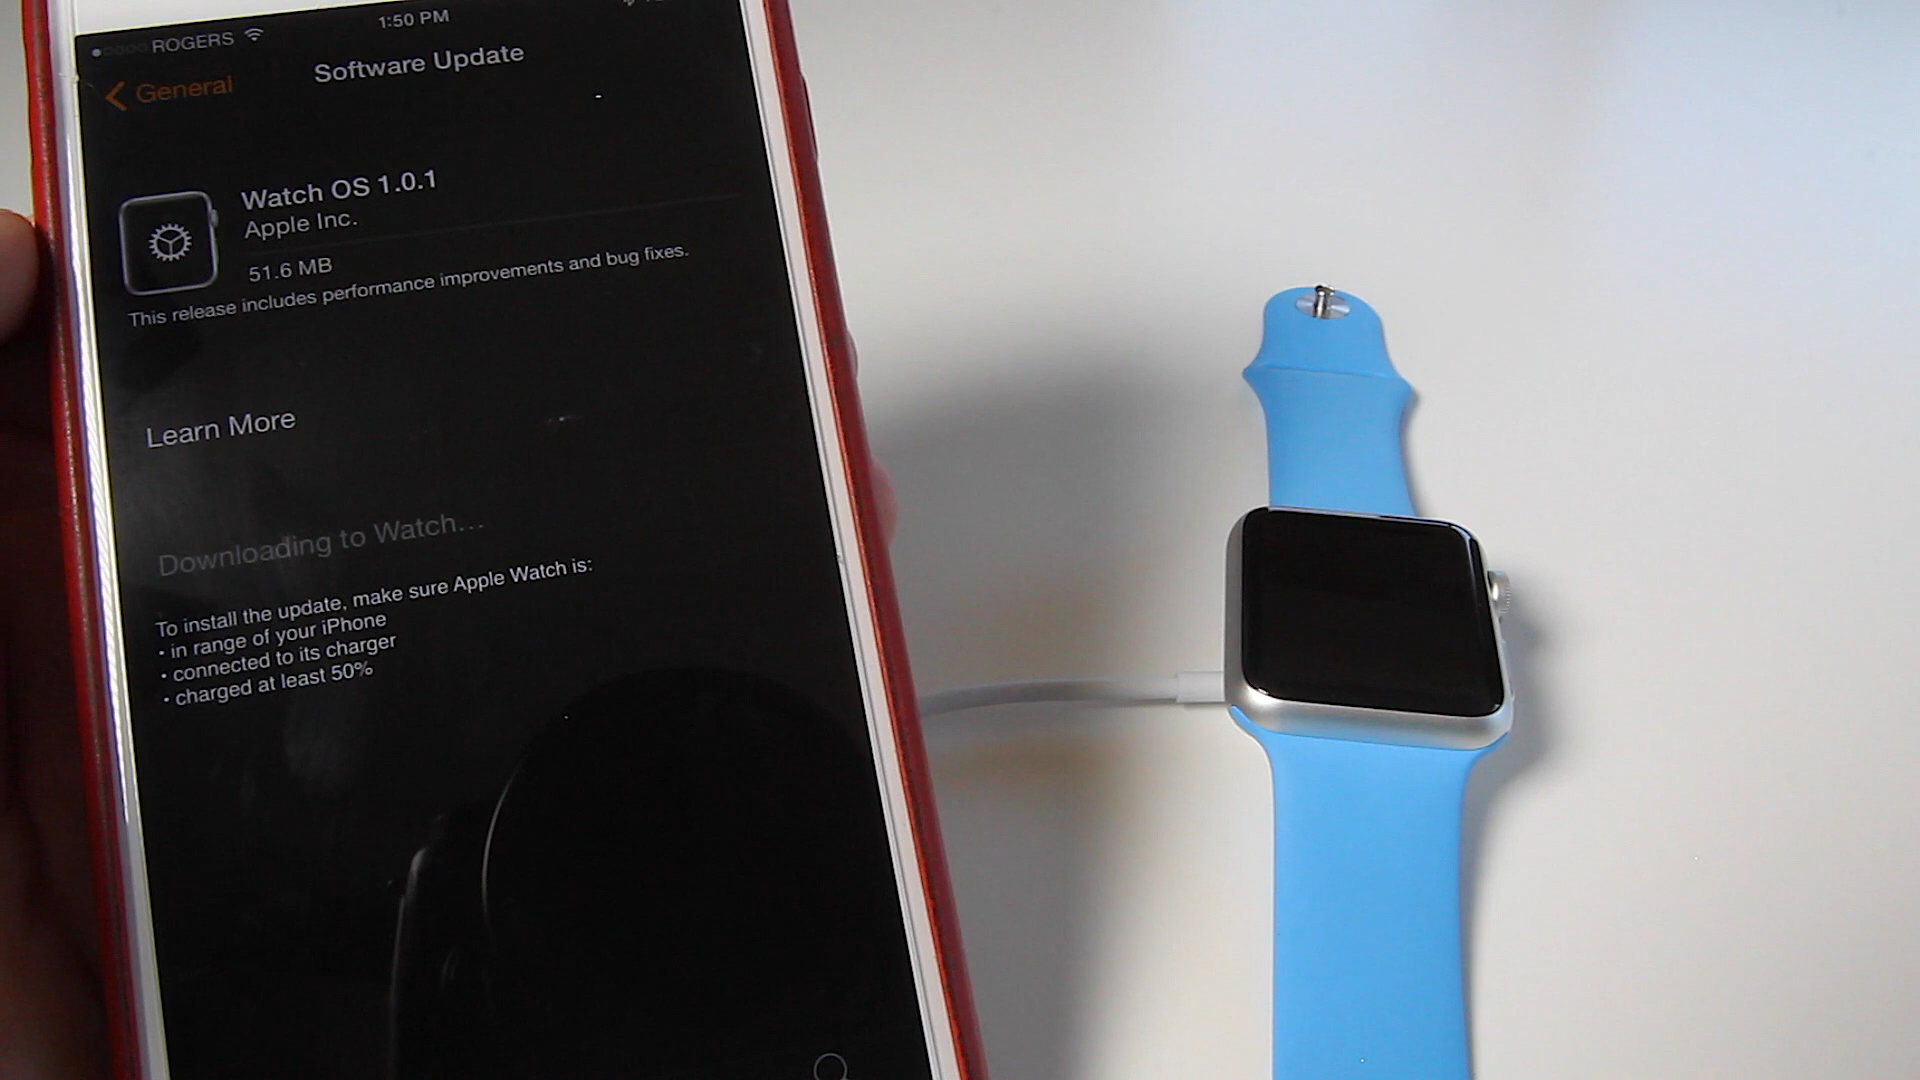 ROGERS
1:50 PM
General
Software Update
Watch OS 1.0.1
Apple Inc.
51.6 MB
This release includes performance improvements and bug fixes.
Learn More
Downloading to Watch...
To install the update, make sure Apple Watch is:
• in range of your iPhone
• connected to its charger
• charged at least 50%